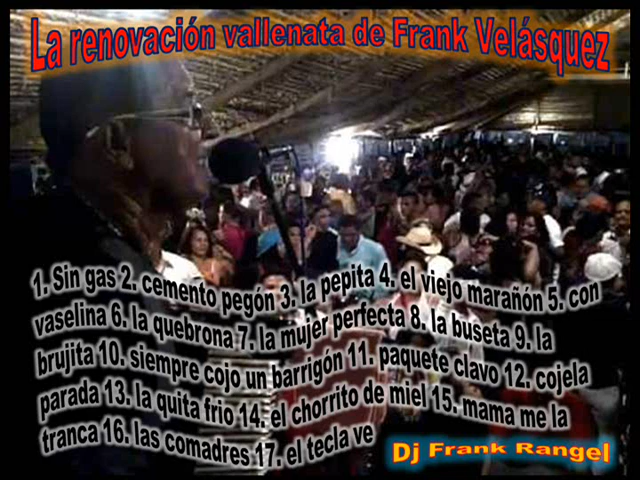 La renovación vallenata de Frank Velásquez
1. Sin gas 2. cemento pegón 3. la pepita 4. el viejo marañón 5. con
vaselina 6. la quebrona 7. la mujer perfecta 8. la buseta 9. la
brujita 10. siempre cojo un barrigón 11. paquete clavo 12. cojela
parada 13. la quita frio 14. el chorrito de miel 15. mama me la
tranca 16. las comadres 17. el tecla ve
Dj Frank Rangel